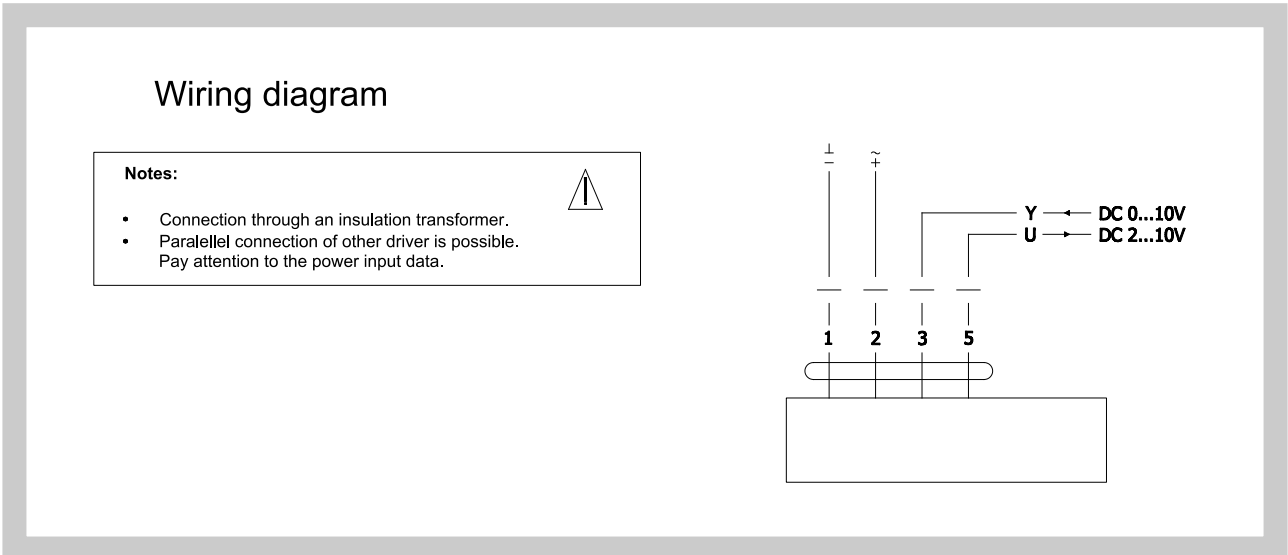 Wiring diagram
Notes:
• Connection through an insulation transformer.
• Paralellel connection of other driver is possible.
Pay attention to the power input data.
⊥ ~
− +
Y DC 0...10V
U DC 2...10V
1 2 3 5